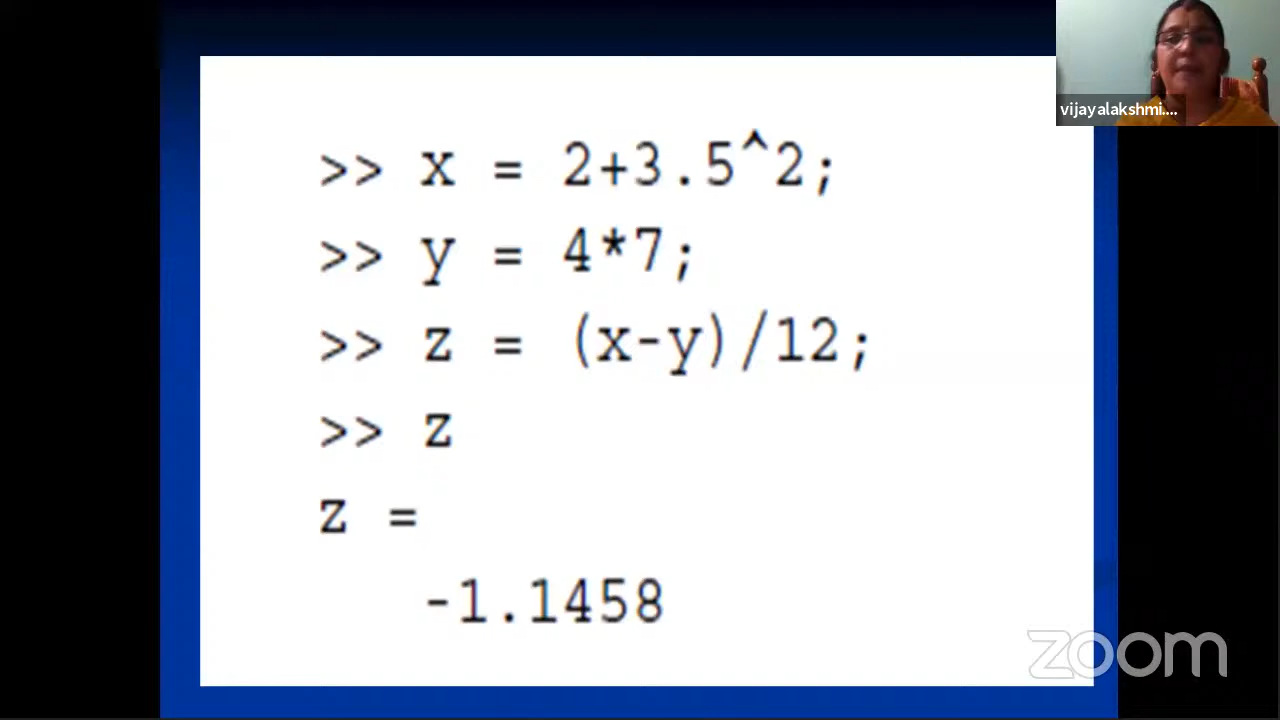 >> x = 2+3.5^2;
>> y = 4*7;
>> z = (x-y)/12;
>> z
z =
-1.1458
vijayalakshmi....
zoom